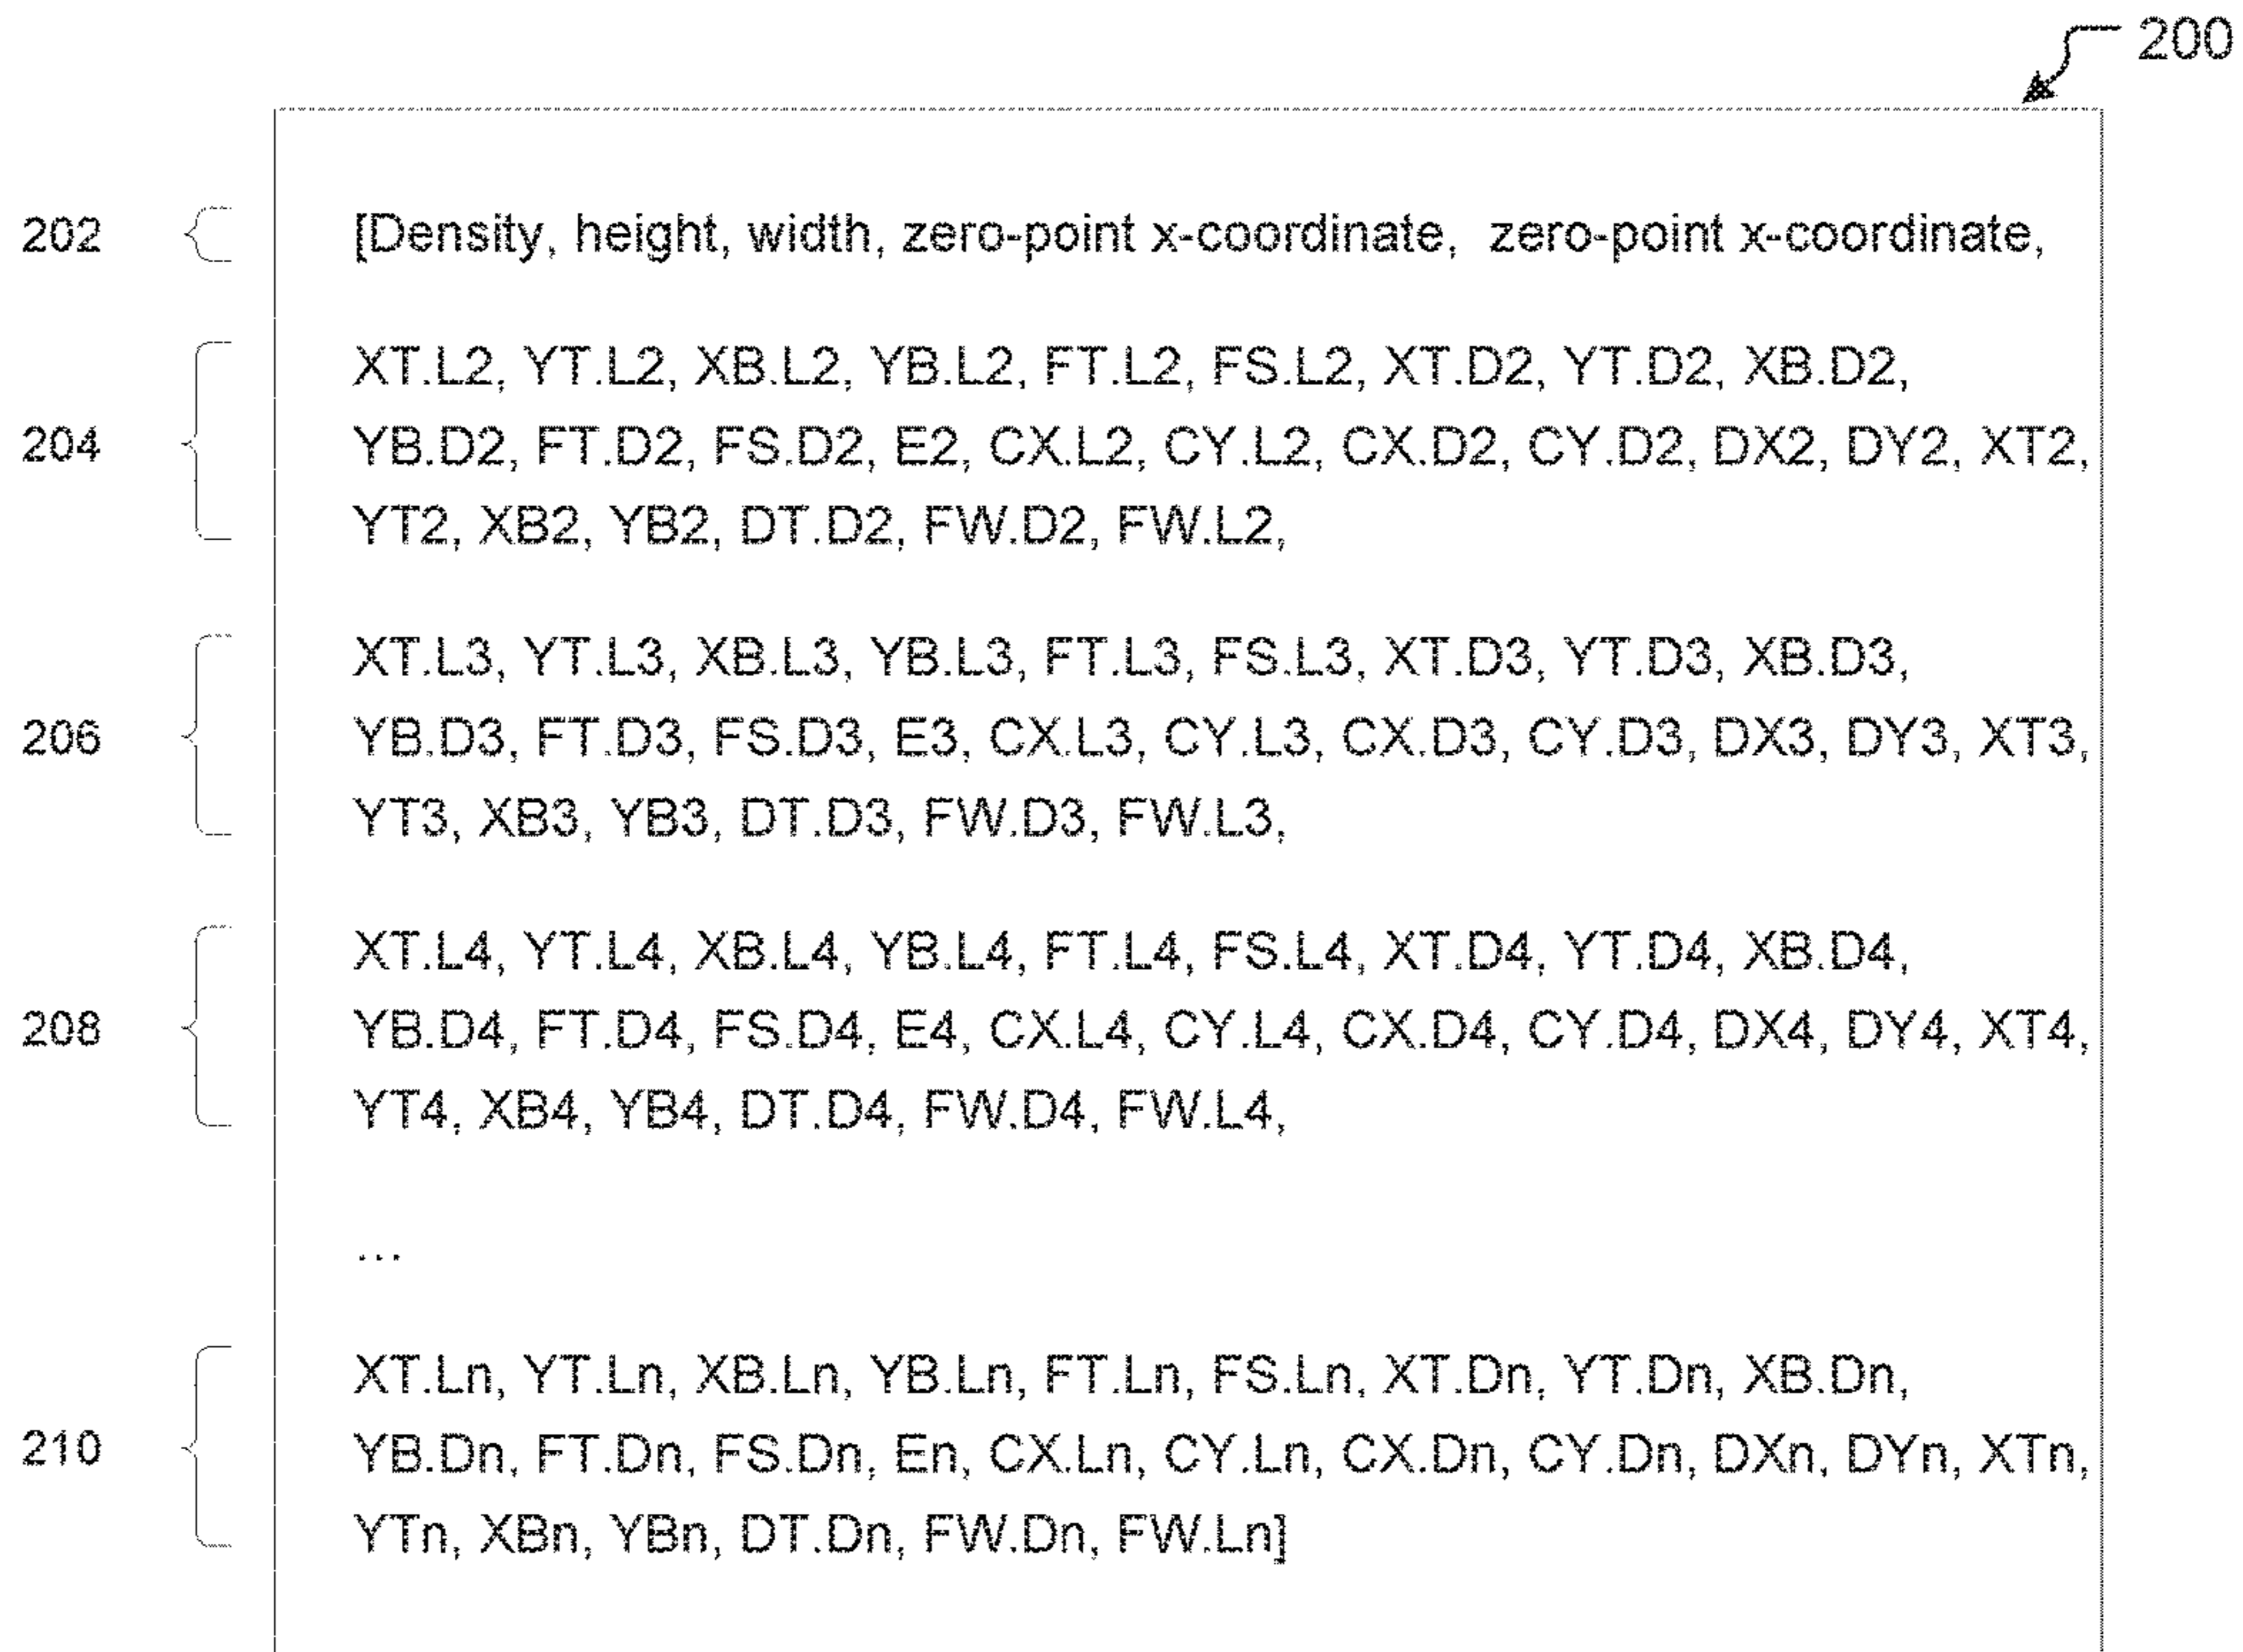 200
202 [Density, height, width, zero-point x-coordinate, zero-point x-coordinate,
XT.L2, YT.L2, XB.L2, YB.L2, FT.L2, FS.L2, XT.D2, YT.D2, XB.D2,
204 YB.D2, FT.D2, FS.D2, E2, CX.L2, CY.L2, CX.D2, CY.D2, DX2, DY2, XT2,
YT2, XB2, YB2, DT.D2, FW.D2, FW.L2,
XT.L3, YT.L3, XB.L3, YB.L3, FT.L3, FS.L3, XT.D3, YT.D3, XB.D3,
206 YB.D3, FT.D3, FS.D3, E3, CX.L3, CY.L3, CX.D3, CY.D3, DX3, DY3, XT3,
YT3, XB3, YB3, DT.D3, FW.D3, FW.L3,
XT.L4, YT.L4, XB.L4, YB.L4, FT.L4, FS.L4, XT.D4, YT.D4, XB.D4,
208 YB.D4, FT.D4, FS.D4, E4, CX.L4, CY.L4, CX.D4, CY.D4, DX4, DY4, XT4,
YT4, XB4, YB4, DT.D4, FW.D4, FW.L4,
...
XT.Ln, YT.Ln, XB.Ln, YB.Ln, FT.Ln, FS.Ln, XT.Dn, YT.Dn, XB.Dn,
210 YB.Dn, FT.Dn, FS.Dn, En, CX.Ln, CY.Ln, CX.Dn, CY.Dn, DXn, DYn, XTn,
YTn, XBn, YBn, DT.Dn, FW.Dn, FW.Ln]